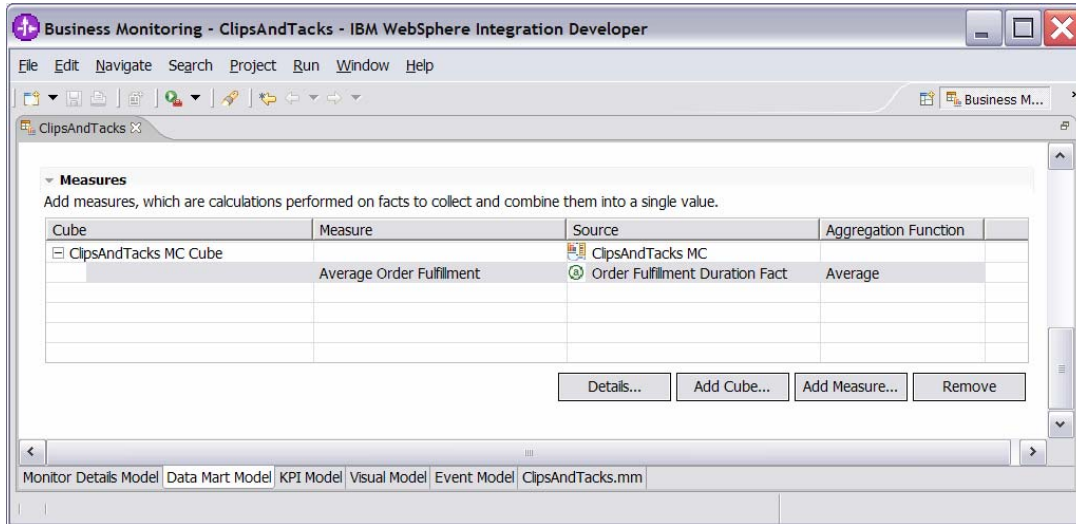 Business Monitoring - ClipsAndTacks - IBM WebSphere Integration Developer
File Edit Navigate Search Project Run Window Help
Business M...
ClipsAndTacks
Measures
Add measures, which are calculations performed on facts to collect and combine them into a single value.
Cube Measure Source Aggregation Function
ClipsAndTacks MC Cube ClipsAndTacks MC
Average Order Fulfillment Order Fulfillment Duration Fact Average
Details... Add Cube... Add Measure... Remove
Monitor Details Model Data Mart Model KPI Model Visual Model Event Model ClipsAndTacks.mm